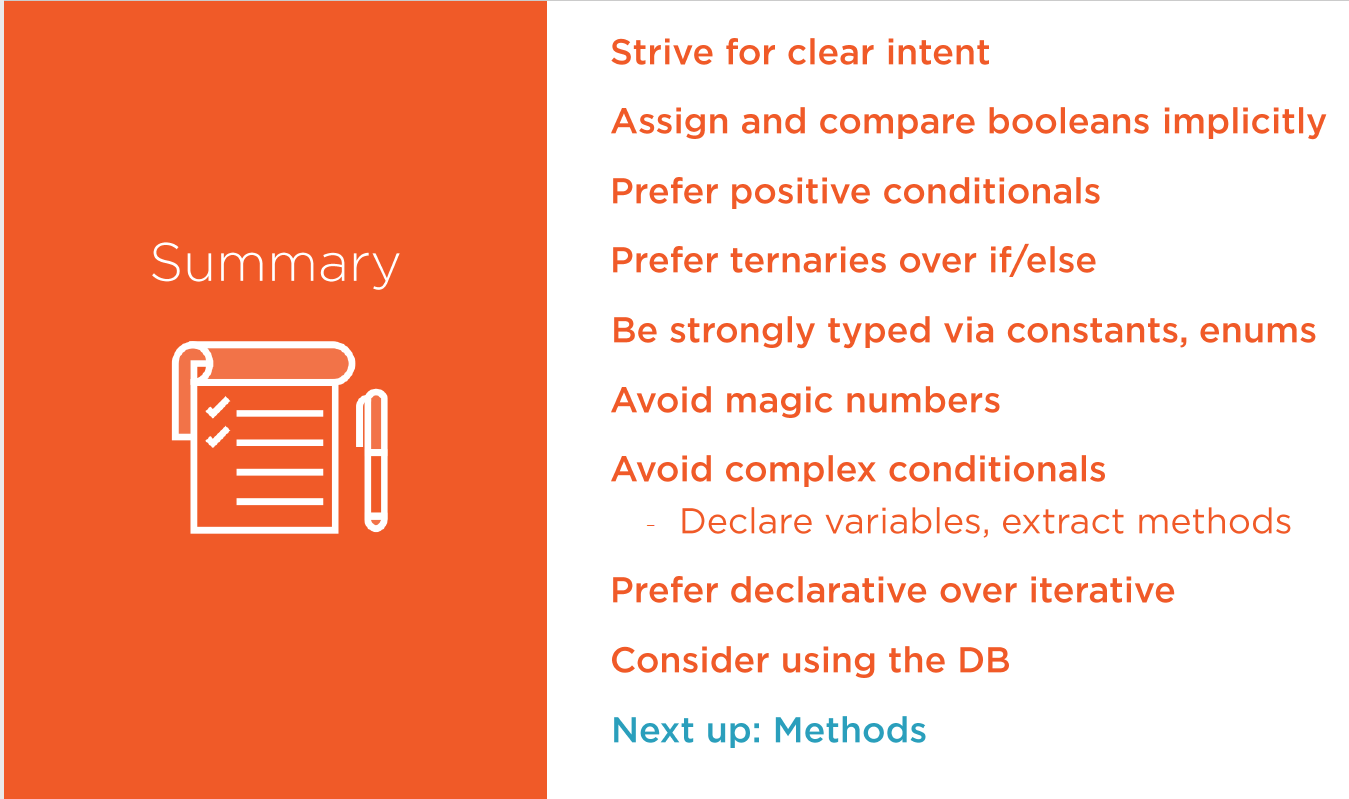 Summary
Strive for clear intent
Assign and compare booleans implicitly
Prefer positive conditionals
Prefer ternaries over if/else
Be strongly typed via constants, enums
Avoid magic numbers
Avoid complex conditionals
- Declare variables, extract methods
Prefer declarative over iterative
Consider using the DB
Next up: Methods